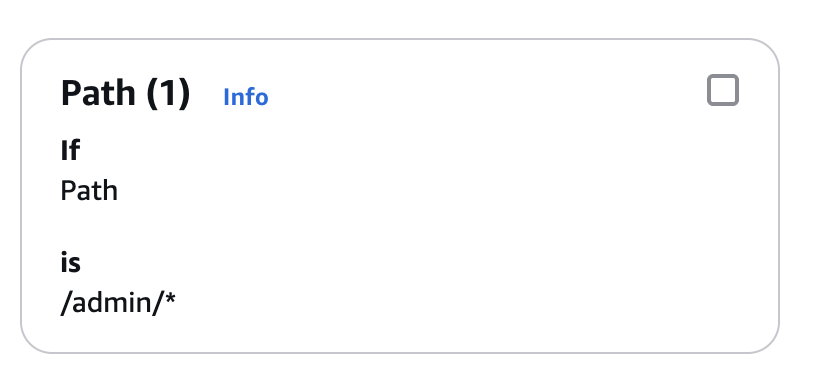 Path (1) Info
If
Path
is
/admin/*